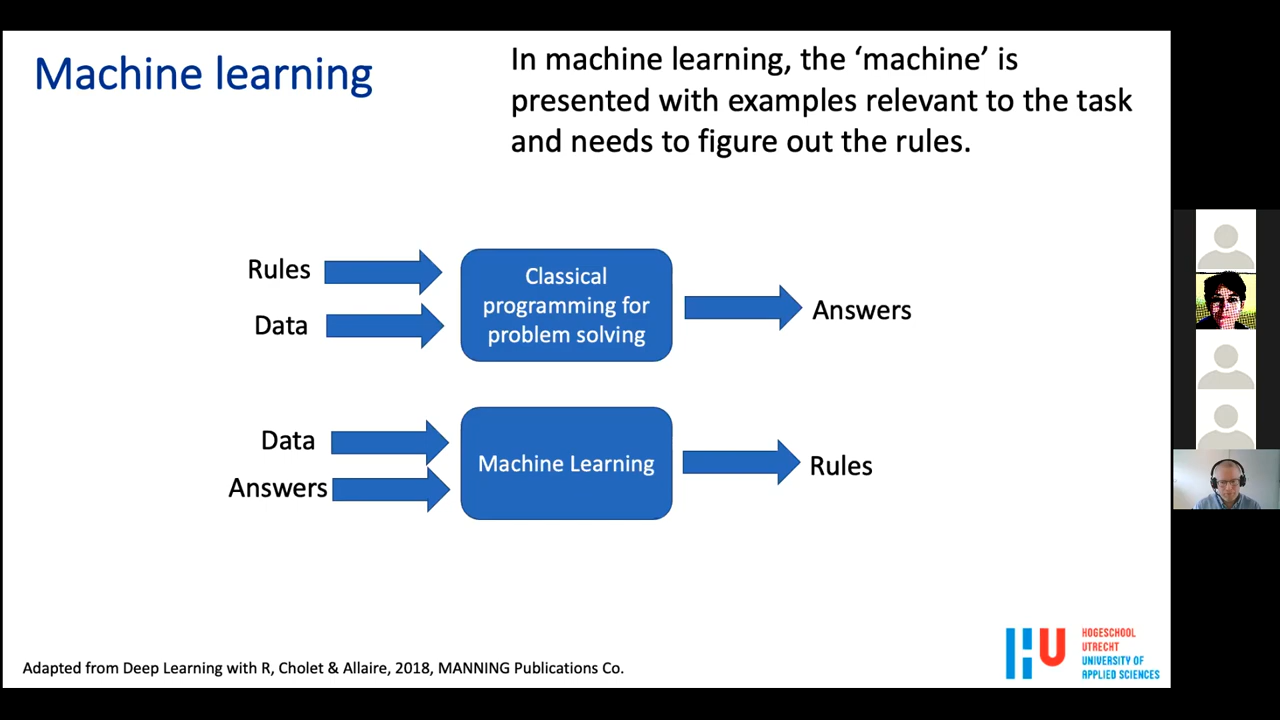 Machine learning
In machine learning, the ‘machine’ is
presented with examples relevant to the task
and needs to figure out the rules.
Rules
Data
Classical
programming for
problem solving
Answers
Data
Answers
Machine Learning
Rules
Adapted from Deep Learning with R, Cholet & Allaire, 2018, MANNING Publications Co.
HU
HOGESCHOOL
UTRECHT
UNIVERSITY OF
APPLIED SCIENCES